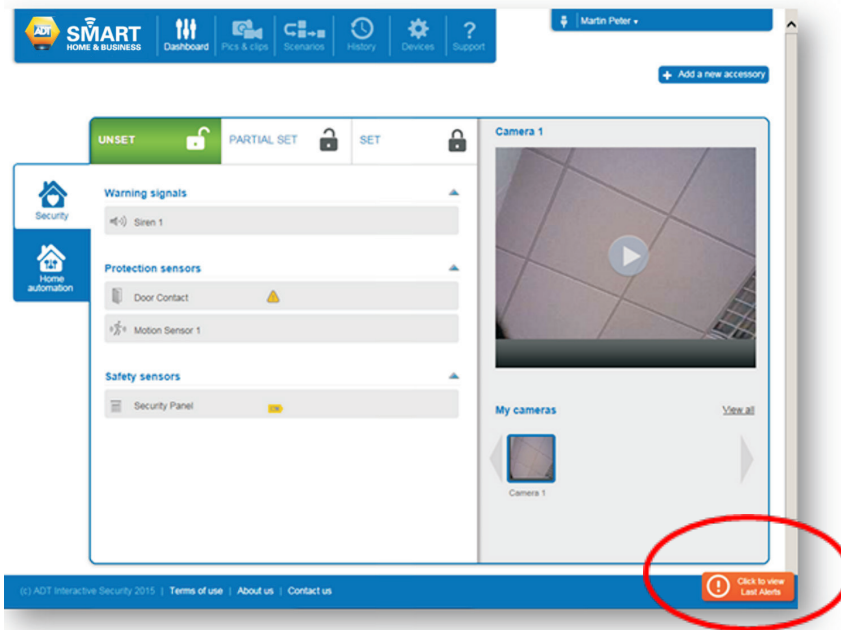 ADT SMART
HOME & BUSINESS
Dashboard
Pics & clips
Scenarios
History
Devices
?
Support
Martin Peter
+ Add a new accessory
UNSET
PARTIAL SET
SET
Camera 1
Security
Home
automation
Warning signals
Siren 1
Protection sensors
Door Contact
Motion Sensor 1
Safety sensors
Security Panel
My cameras
View all
Camera 1
(c) ADT Interactive Security 2015 | Terms of use | About us | Contact us
Click to view
Last Alerts